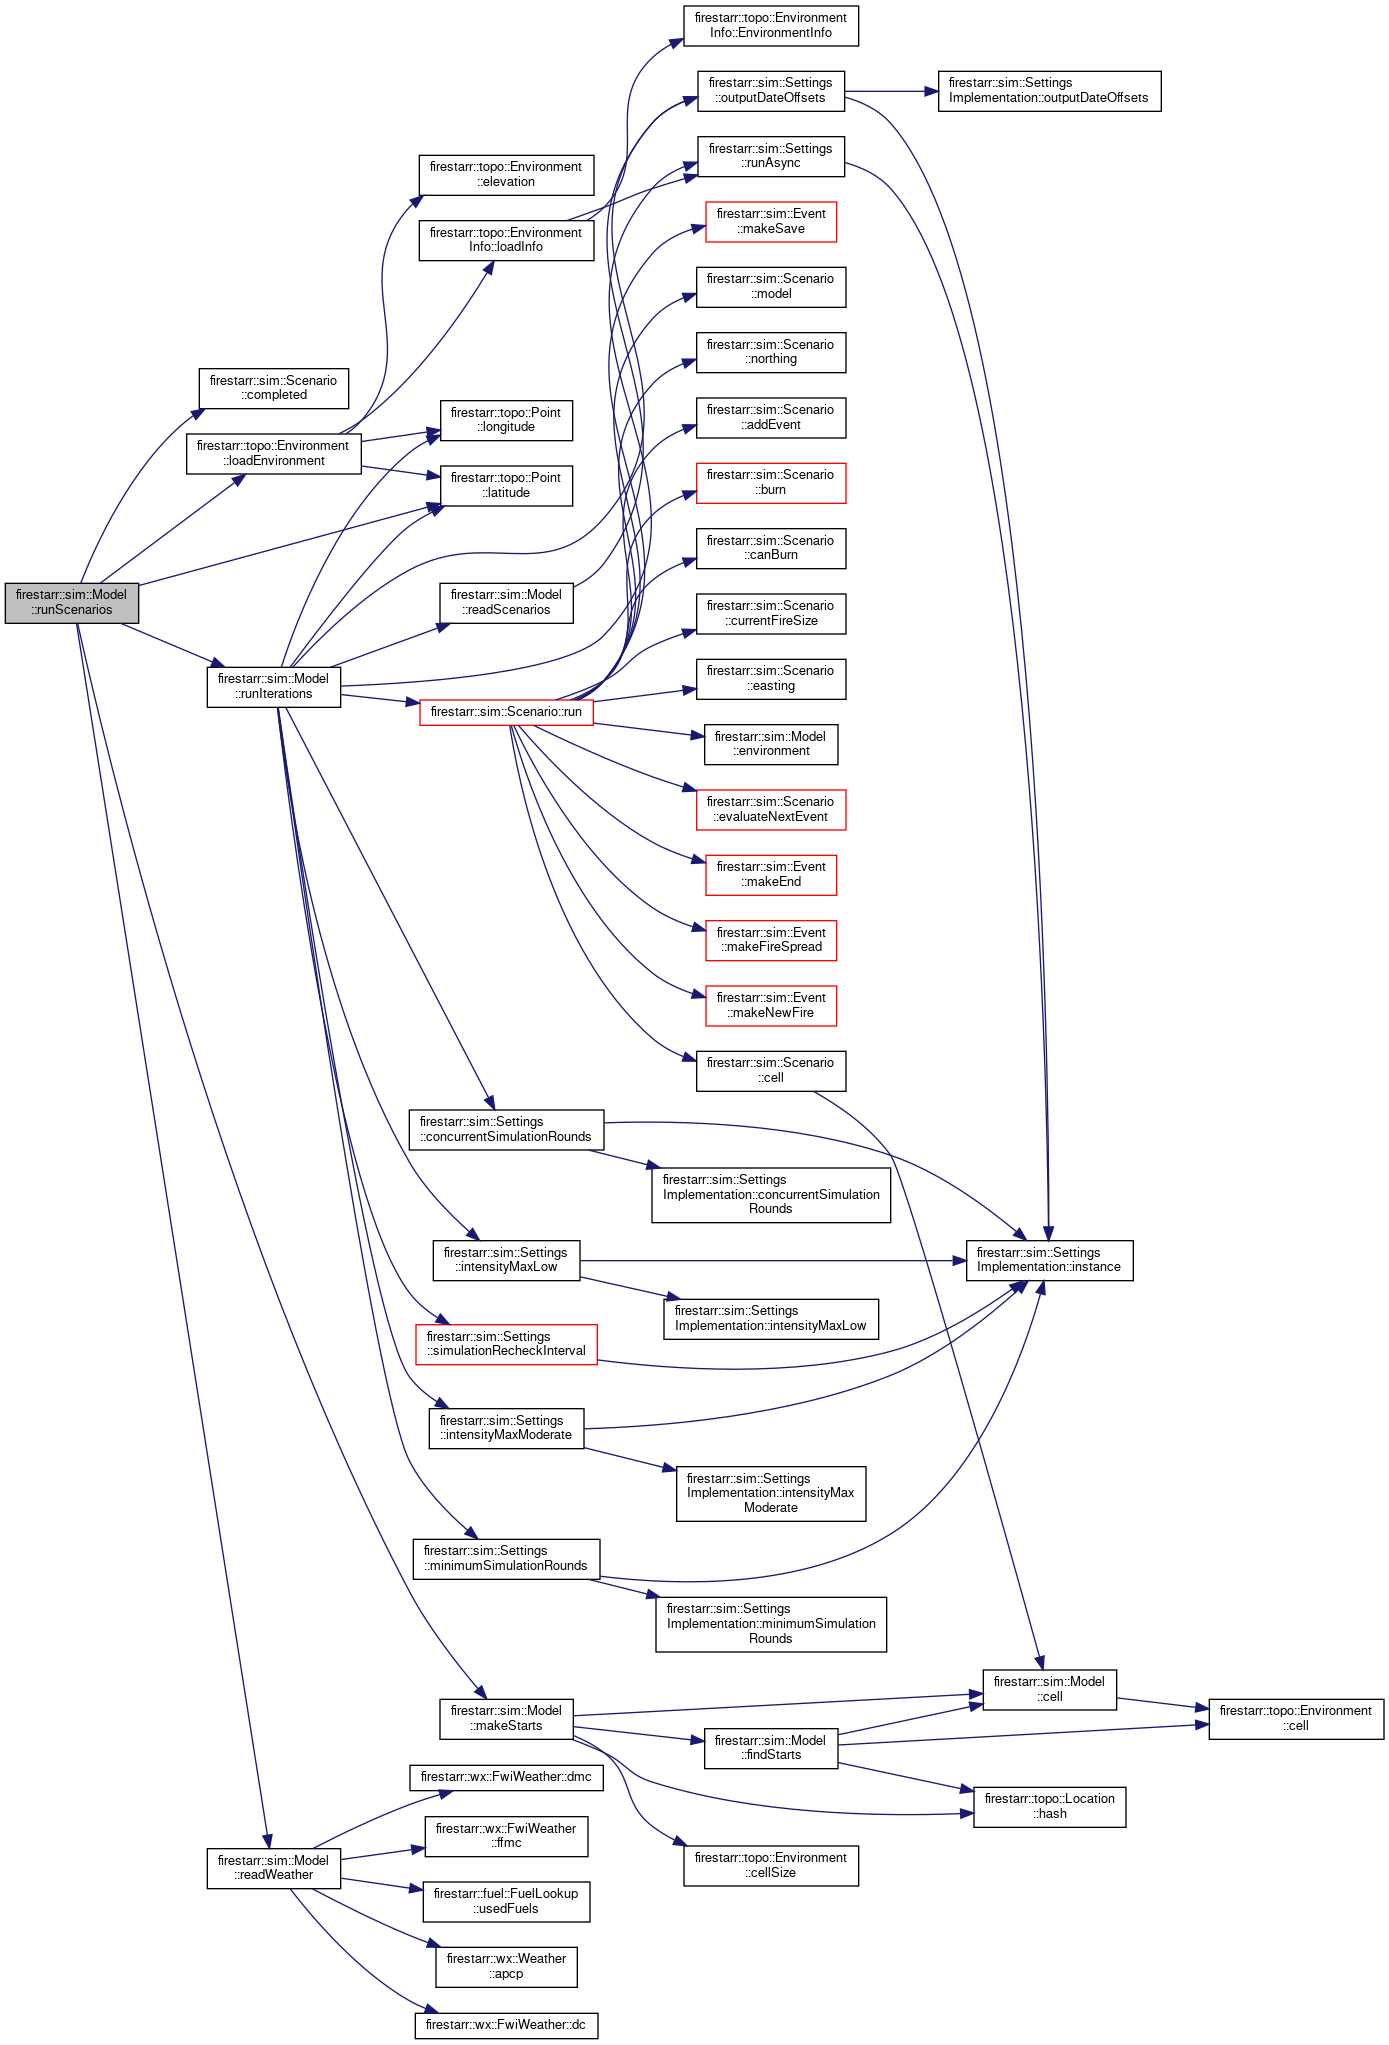 firestarr::topo::Environment
Info::EnvironmentInfo
firestarr::sim::Settings
::outputDateOffsets
firestarr::sim::Settings
Implementation::outputDateOffsets
firestarr::sim::Settings
::runAsync
firestarr::topo::Environment
::elevation
firestarr::sim::Event
::makeSave
firestarr::topo::Environment
Info::loadInfo
firestarr::sim::Scenario
::model
firestarr::sim::Scenario
::northing
firestarr::sim::Scenario
::completed
firestarr::topo::Point
::longitude
firestarr::sim::Scenario
::addEvent
firestarr::topo::Environment
::loadEnvironment
firestarr::topo::Point
::latitude
firestarr::sim::Scenario
::burn
firestarr::sim::Scenario
::canBurn
firestarr::sim::Model
::runScenarios
firestarr::sim::Model
::readScenarios
firestarr::sim::Scenario
::currentFireSize
firestarr::sim::Model
::runIterations
firestarr::sim::Scenario::run
firestarr::sim::Scenario
::easting
firestarr::sim::Model
::environment
firestarr::sim::Scenario
::evaluateNextEvent
firestarr::sim::Event
::makeEnd
firestarr::sim::Event
::makeFireSpread
firestarr::sim::Event
::makeNewFire
firestarr::sim::Scenario
::cell
firestarr::sim::Settings
::concurrentSimulationRounds
firestarr::sim::Settings
Implementation::concurrentSimulation
Rounds
firestarr::sim::Settings
::intensityMaxLow
firestarr::sim::Settings
Implementation::instance
firestarr::sim::Settings
Implementation::intensityMaxLow
firestarr::sim::Settings
::simulationRecheckInterval
firestarr::sim::Settings
::intensityMaxModerate
firestarr::sim::Settings
Implementation::intensityMax
Moderate
firestarr::sim::Settings
::minimumSimulationRounds
firestarr::sim::Settings
Implementation::minimumSimulation
Rounds
firestarr::sim::Model
::cell
firestarr::sim::Model
::makeStarts
firestarr::topo::Environment
::cell
firestarr::sim::Model
::findStarts
firestarr::wx::FwiWeather::dmc
firestarr::topo::Location
::hash
firestarr::wx::FwiWeather
::ffmc
firestarr::sim::Model
::readWeather
firestarr::topo::Environment
::cellSize
firestarr::fuel::FuelLookup
::usedFuels
firestarr::wx::Weather
::apcp
firestarr::wx::FwiWeather::dc